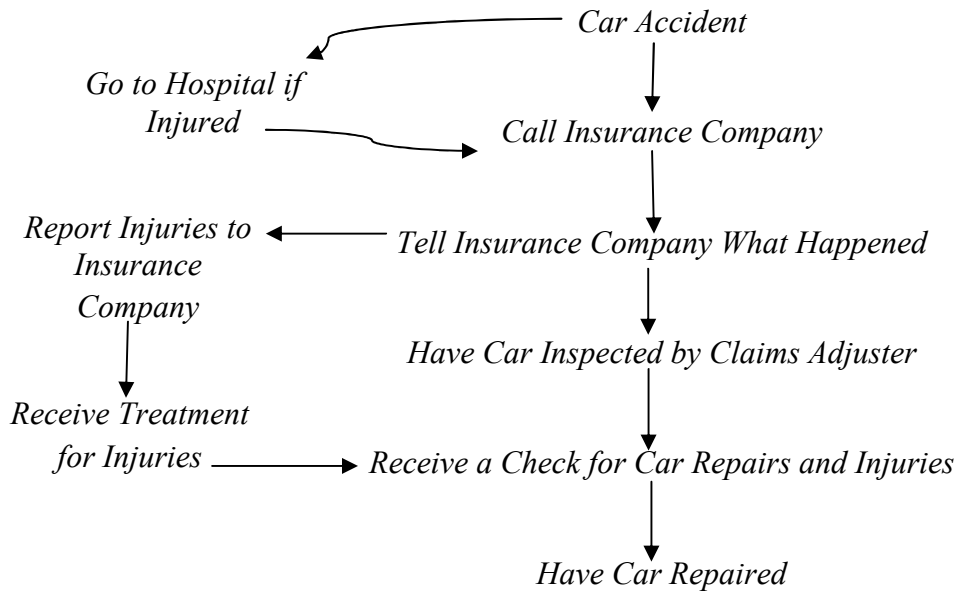 Car Accident
Go to Hospital if
Injured
Call Insurance Company
Report Injuries to
Insurance
Company
Tell Insurance Company What Happened
Have Car Inspected by Claims Adjuster
Receive Treatment
for Injuries
Receive a Check for Car Repairs and Injuries
Have Car Repaired